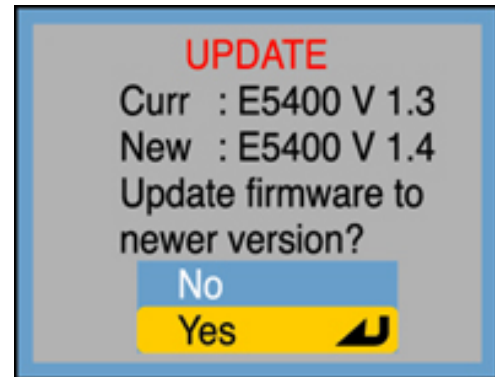 UPDATE
Curr : E5400 V 1.3
New : E5400 V 1.4
Update firmware to
newer version?
No
Yes